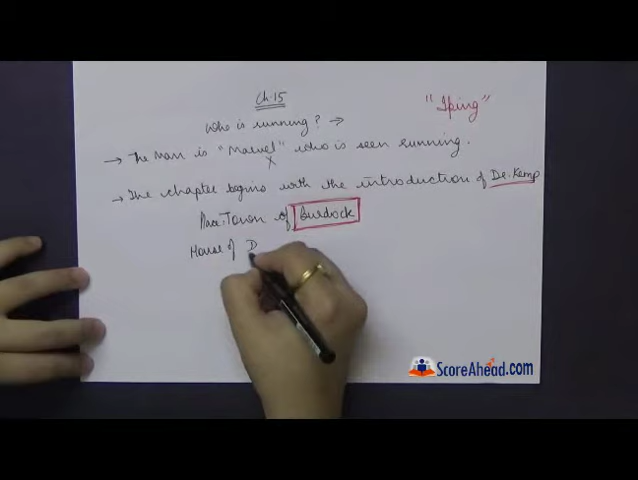 Ch.15
"Iping"
Who is running? →
→ The Man is "Marvel" who is seen running.
X
→ The chapter begins with the introduction of Dr. Kemp
Place: Town of Burdock
House of D
ScoreAhead.com